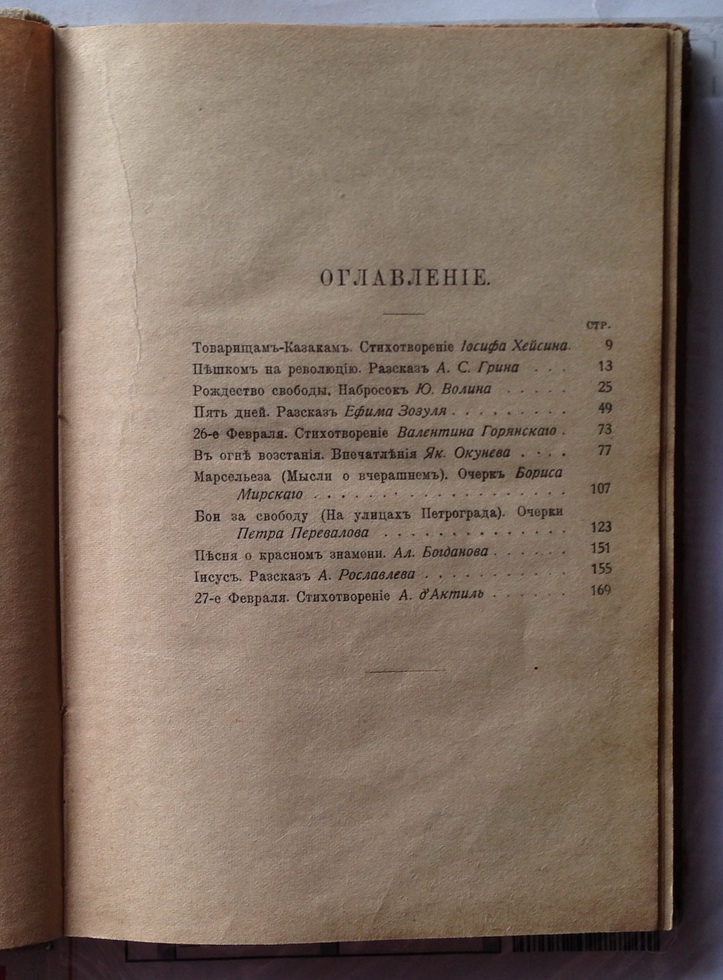 ОГЛАВЛЕНІЕ.
СТР.
Товарищамъ-Казакамъ. Стихотвореніе Іосифа Хейсина. 9
Пѣшкомъ на революцію. Разсказъ А. С. Грина . . . 13
Рождество свободы. Набросокъ Ю. Волина . . . . . 25
Пять дней. Разсказъ Ефима Зозуля . . . . . . . . . 49
26-е Февраля. Стихотвореніе Валентина Горянскаго . 73
Въ огнѣ возстанія. Впечатлѣнія Як. Окунева . . . . 77
Марсельеза (Мысли о вчерашнемъ). Очеркъ Бориса
Мирскаго . . . . . . . . . . . . . . . . . . . 107
Бои за свободу (На улицахъ Петрограда). Очерки
Петра Перевалова . . . . . . . . . . . . . . 123
Пѣсня о красномъ знамени. Ал. Богданова . . . . . . 151
Іисусъ. Разсказъ А. Рославлева . . . . . . . . . . . 155
27-е Февраля. Стихотвореніе А. д'Актиль . . . . . . 169